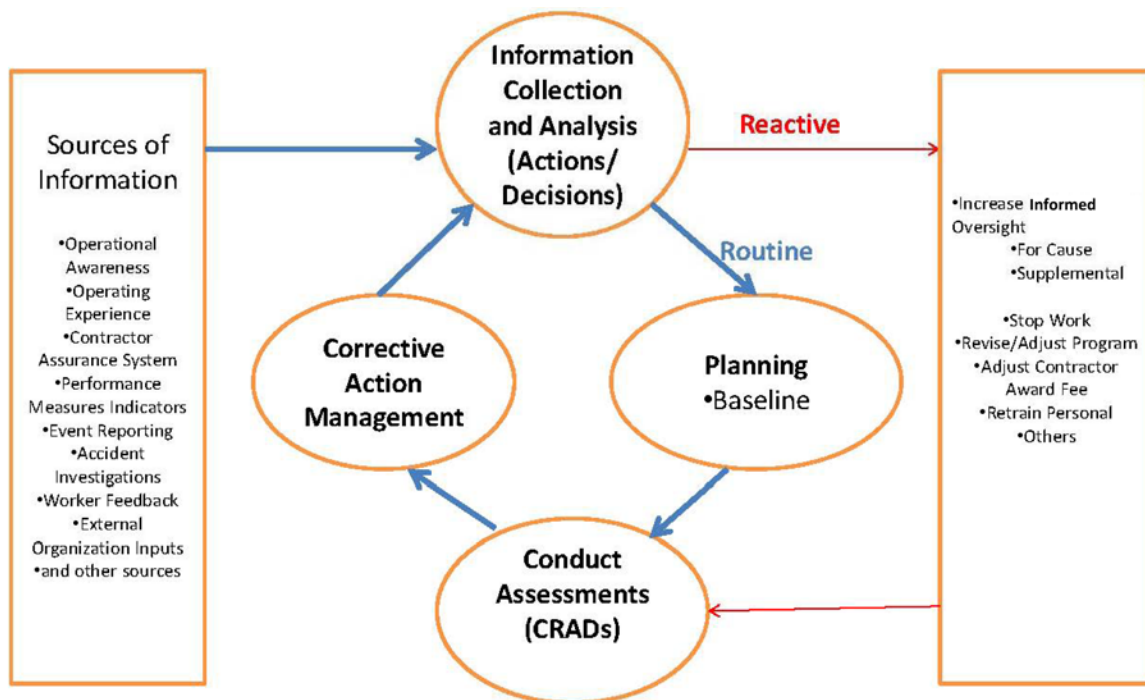 Sources of
Information
•Operational
Awareness
•Operating
Experience
•Contractor
Assurance System
•Performance
Measures Indicators
•Event Reporting
•Accident
Investigations
•Worker Feedback
•External
Organization Inputs
•and other sources
Information
Collection
and Analysis
(Actions/
Decisions)
Reactive
Routine
Corrective
Action
Management
Planning
•Baseline
Conduct
Assessments
(CRADs)
•Increase Informed
Oversight
•For Cause
•Supplemental
•Stop Work
•Revise/Adjust Program
•Adjust Contractor
Award Fee
•Retrain Personal
•Others